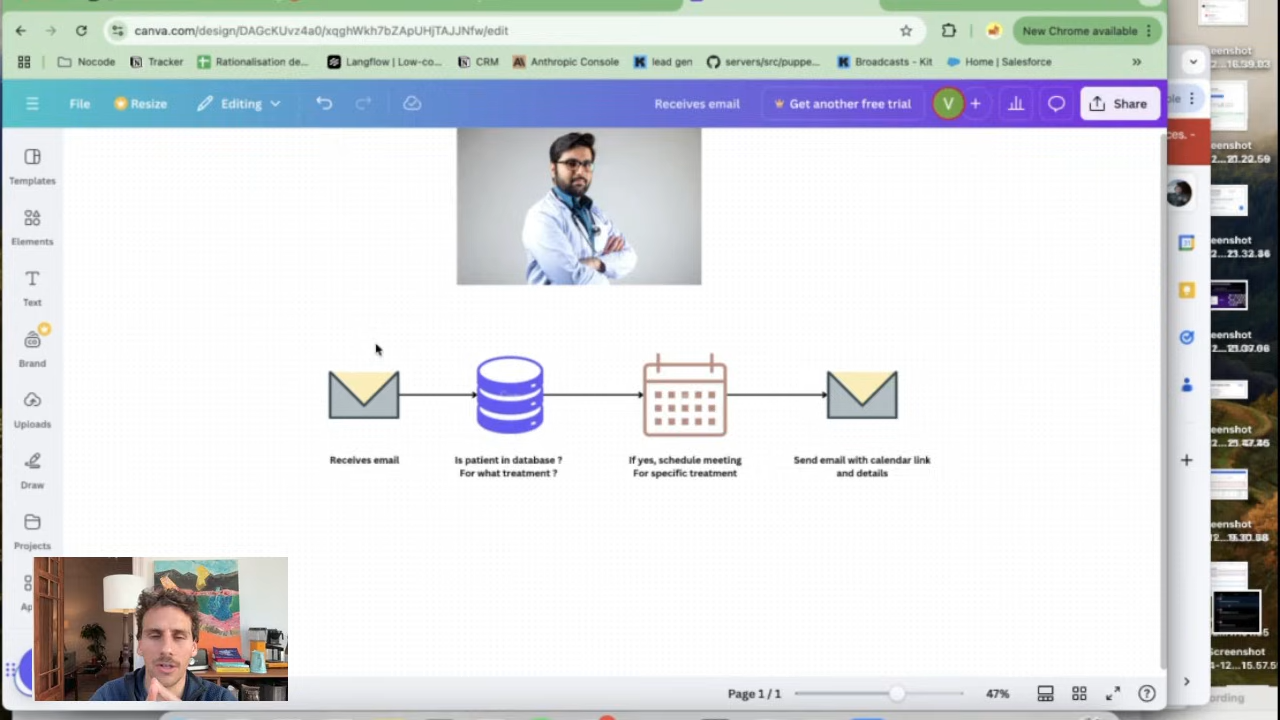 canva.com/design/DAGcKUvz4a0/xqghWkh7bZApUHjTAJJNfw/edit
New Chrome available
Nocode
Tracker
Rationalisation de...
Langflow | Low-co...
CRM
Anthropic Console
lead gen
servers/src/puppe...
Broadcasts - Kit
Home | Salesforce
»
File
Resize
Editing
Receives email
Get another free trial
V
Share
Templates
Elements
Text
Brand
Uploads
Draw
Projects
Receives email
Is patient in database ?
For what treatment ?
If yes, schedule meeting
For specific treatment
Send email with calendar link
and details
Page 1 / 1
47%